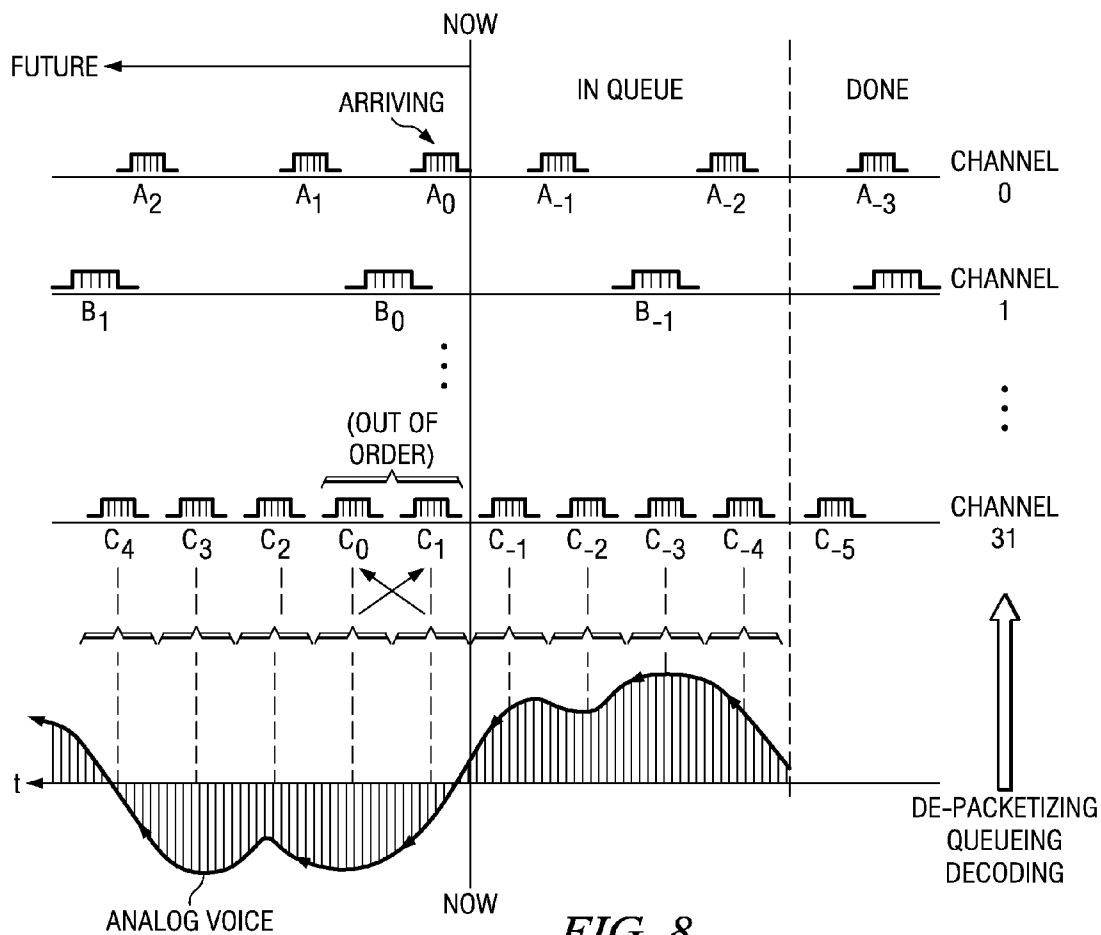 NOW
FUTURE
IN QUEUE
DONE
ARRIVING
A2 A1 A0 A-1 A-2 A-3
CHANNEL
0
B1 B0 B-1
CHANNEL
1
(OUT OF
ORDER)
C4 C3 C2 C0 C1 C-1 C-2 C-3 C-4 C-5
CHANNEL
31
t
DE-PACKETIZING
QUEUEING
DECODING
ANALOG VOICE
NOW
FIG. 8